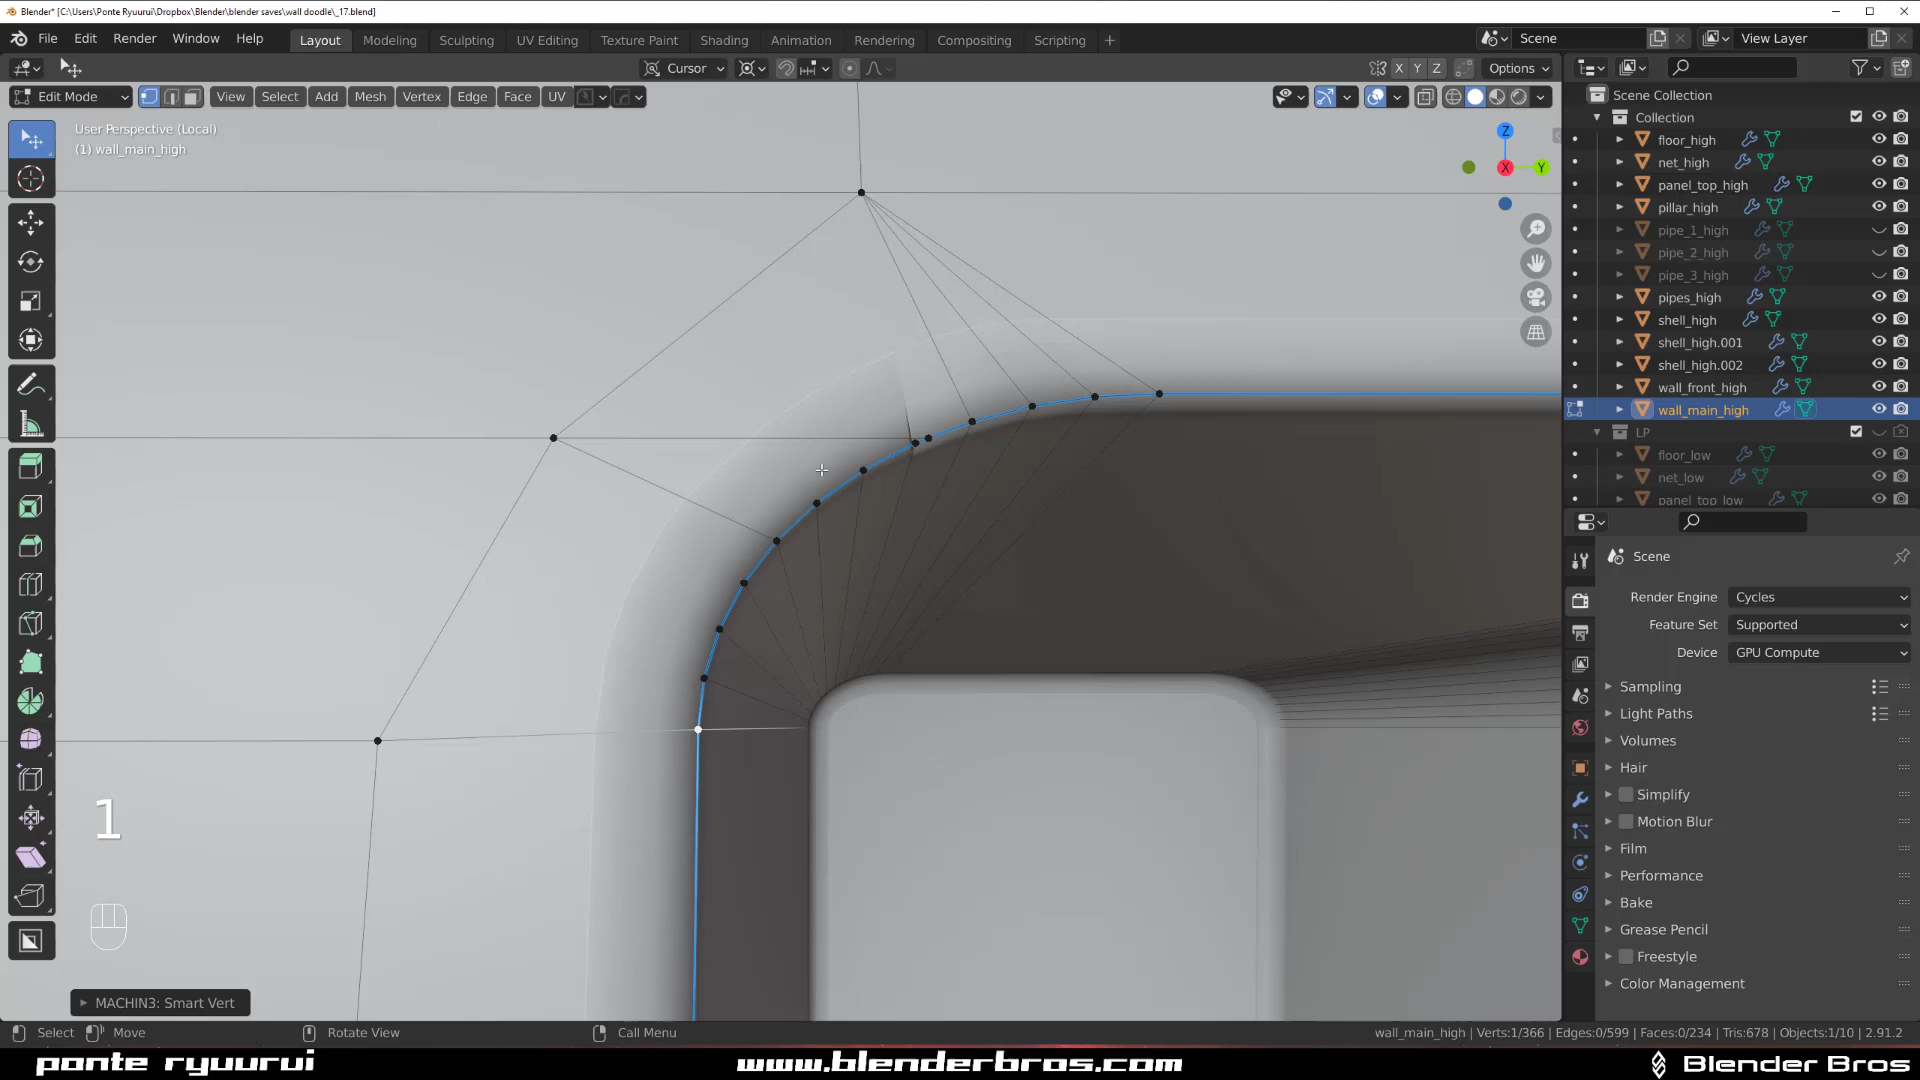 Blender* [C:\Users\Ponte Ryuurui\Dropbox\Blender\blender saves\wall doodle\_17.blend]
File Edit Render Window Help Layout Modeling Sculpting UV Editing Texture Paint Shading Animation Rendering Compositing Scripting + Scene View Layer
Cursor X Y Z Options
Edit Mode View Select Add Mesh Vertex Edge Face UV
User Perspective (Local)
(1) wall_main_high
Z
X
Y
Scene Collection
Collection
floor_high
net_high
panel_top_high
pillar_high
pipe_1_high
pipe_2_high
pipe_3_high
pipes_high
shell_high
shell_high.001
shell_high.002
wall_front_high
wall_main_high
LP
floor_low
net_low
panel_top_low
Scene
Render Engine Cycles
Feature Set Supported
Device GPU Compute
Sampling
Light Paths
Volumes
Hair
Simplify
Motion Blur
Film
Performance
Bake
Grease Pencil
Freestyle
Color Management
1
MACHIN3: Smart Vert
Select Move Rotate View Call Menu wall_main_high | Verts:1/366 | Edges:0/599 | Faces:0/234 | Tris:678 | Objects:1/10 | 2.91.2
ponte ryuurui www.blenderbros.com Blender Bros